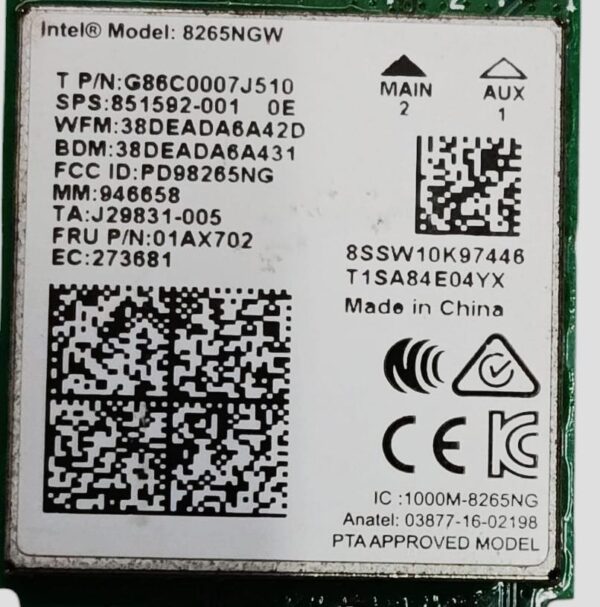 Intel® Model: 8265NGW
T P/N:G86C0007J510
SPS:851592-001 0E
WFM:38DEADA6A42D
BDM:38DEADA6A431
FCC ID:PD98265NG
MM:946658
TA:J29831-005
FRU P/N:01AX702
EC:273681
MAIN
2
AUX
1
8SSW10K97446
T1SA84E04YX
Made in China
CE
IC :1000M-8265NG
Anatel: 03877-16-02198
PTA APPROVED MODEL